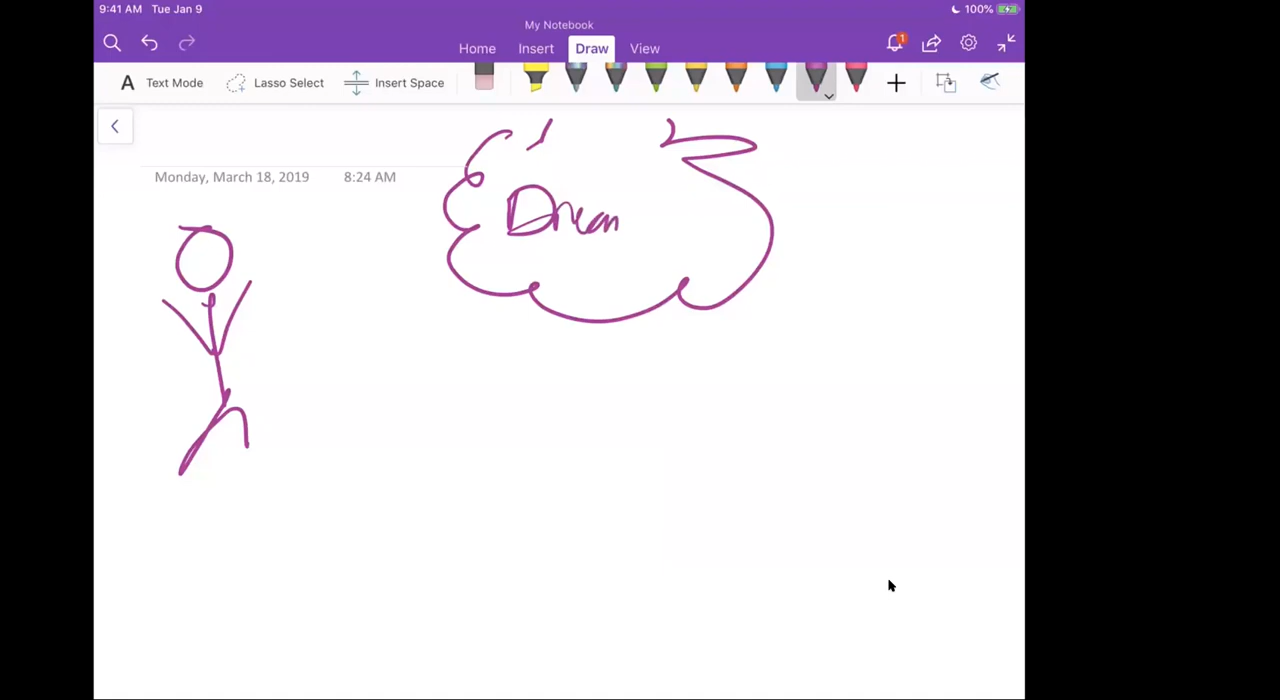 9:41 AM Tue Jan 9 100%
My Notebook
Home Insert Draw View 1
A Text Mode Lasso Select Insert Space
Monday, March 18, 2019 8:24 AM
Dream